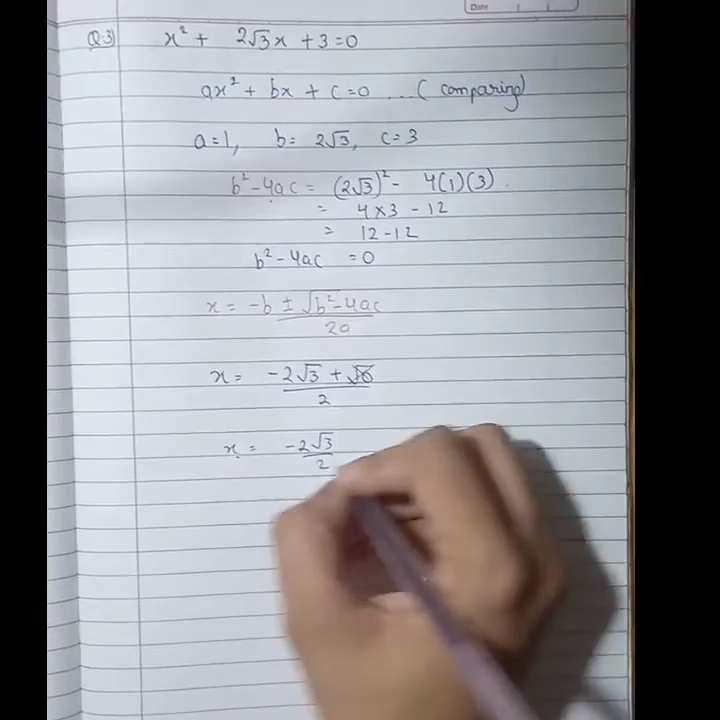 Date
Q.3) x² + 2√3x + 3 = 0
ax² + bx + c = 0 ... ( comparing)
a = 1, b = 2√3, c = 3
b² - 4ac = (2√3)² - 4(1)(3)
= 4 × 3 - 12
= 12 - 12
b² - 4ac = 0
x = -b ± √b² - 4ac
2a
x = -2√3 + √0
2
x = -2√3
2